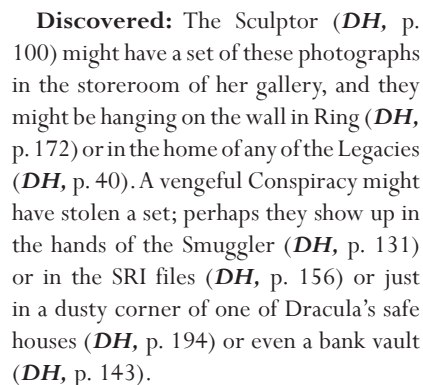 Discovered: The Sculptor (DH, p.
100) might have a set of these photographs
in the storeroom of her gallery, and they
might be hanging on the wall in Ring (DH,
p. 172) or in the home of any of the Legacies
(DH, p. 40). A vengeful Conspiracy might
have stolen a set; perhaps they show up in
the hands of the Smuggler (DH, p. 131)
or in the SRI files (DH, p. 156) or just
in a dusty corner of one of Dracula’s safe
houses (DH, p. 194) or even a bank vault
(DH, p. 143).